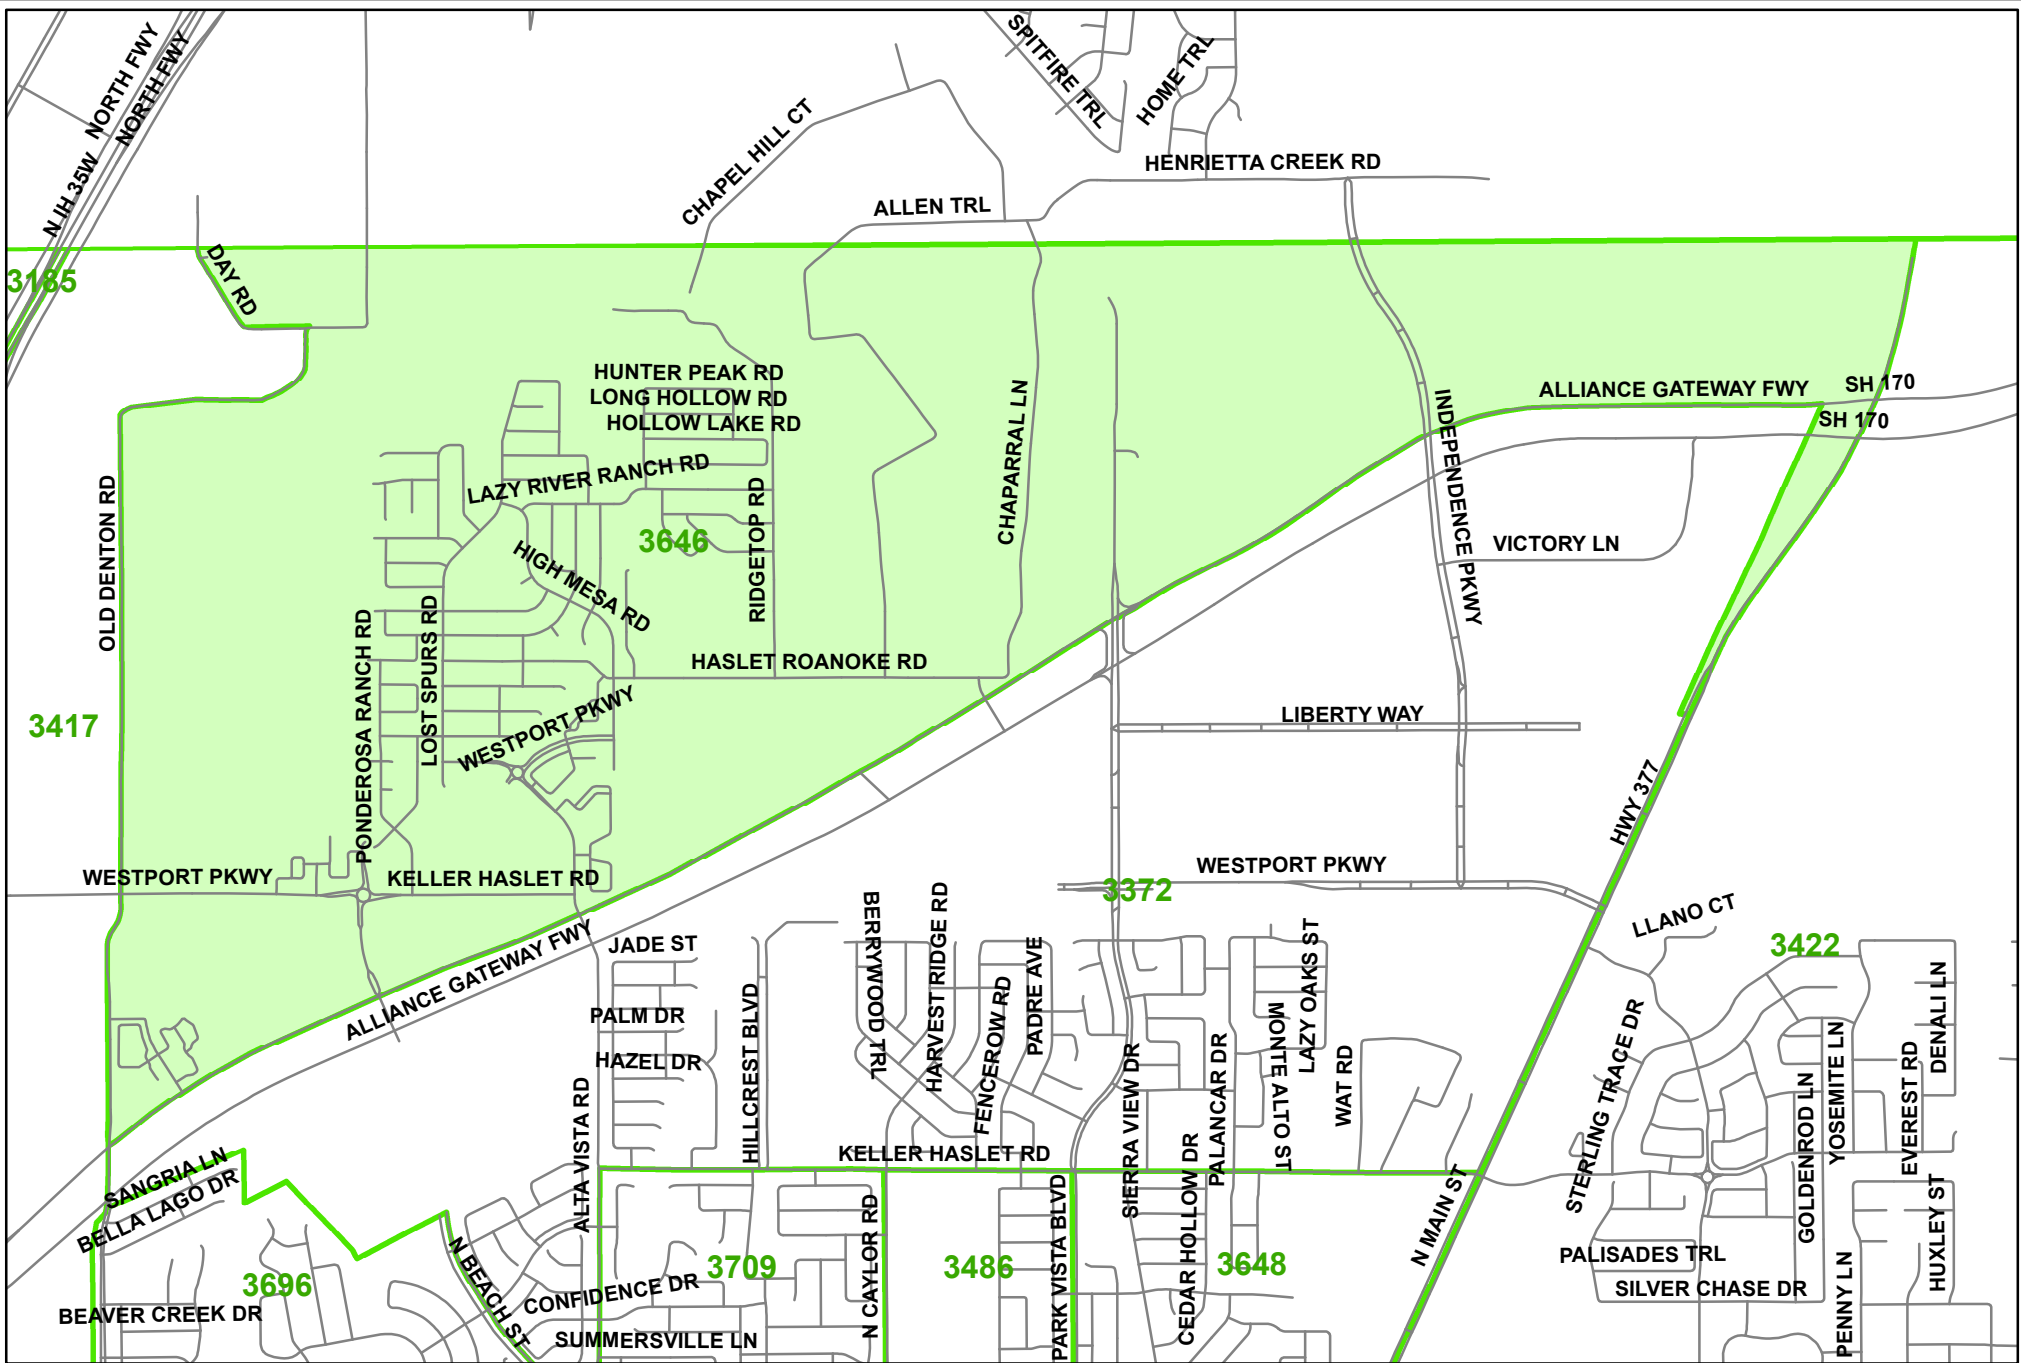 SPITFIRE TRL
HOME TRL
NORTH FWY
NORTH FWY
N IH 35W
CHAPEL HILL CT
HENRIETTA CREEK RD
ALLEN TRL
3185
DAY RD
HUNTER PEAK RD
LONG HOLLOW RD
HOLLOW LAKE RD
LAZY RIVER RANCH RD
ALLIANCE GATEWAY FWY
SH 170
SH 170
INDEPENDENCE PKWY
CHAPARRAL LN
OLD DENTON RD
RIDGETOP RD
3646
HIGH MESA RD
VICTORY LN
PONDEROSA RANCH RD
LOST SPURS RD
HASLET ROANOKE RD
WESTPORT PKWY
3417
LIBERTY WAY
HWY 377
WESTPORT PKWY
KELLER HASLET RD
WESTPORT PKWY
3372
BERRYWOOD TRL
HARVEST RIDGE RD
FENCEROW RD
PADRE AVE
LAZY OAKS ST
LLANO CT
3422
ALLIANCE GATEWAY FWY
JADE ST
PALM DR
HAZEL DR
HILLCREST BLVD
SIERRA VIEW DR
PALANCAR DR
MONTE ALTO ST
WAT RD
STERLING TRACE DR
GOLDENROD LN
YOSEMITE LN
EVEREST RD
DENALI LN
ALTA VISTA RD
KELLER HASLET RD
SANGRIA LN
BELLA LAGO DR
3696
BEAVER CREEK DR
N BEACH ST
CONFIDENCE DR
SUMMERSVILLE LN
3709
N CAYLOR RD
3486
PARK VISTA BLVD
CEDAR HOLLOW DR
3648
N MAIN ST
PALISADES TRL
SILVER CHASE DR
PENNY LN
HUXLEY ST